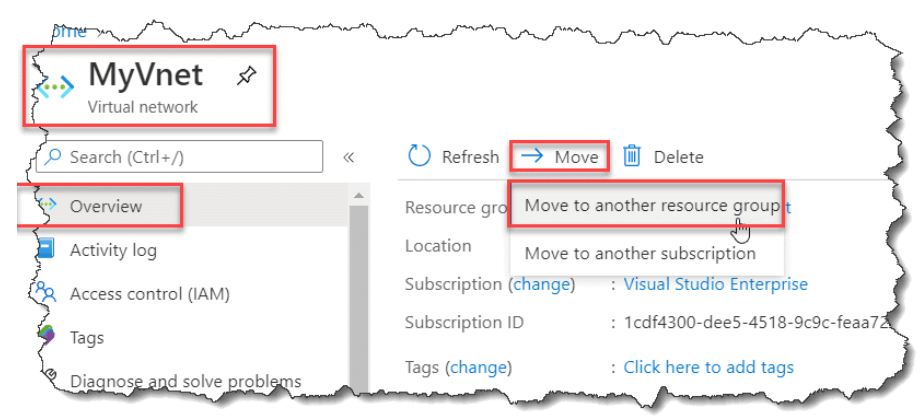 MyVnet
Virtual network
Search (Ctrl+/)
«
Refresh
Move
Delete
Overview
Resource gro
Move to another resource group
t
Activity log
Location
Move to another subscription
Access control (IAM)
Subscription (change) : Visual Studio Enterprise
Subscription ID : 1cdf4300-dee5-4518-9c9c-feaa72
Tags
Tags (change) : Click here to add tags
Diagnose and solve problems